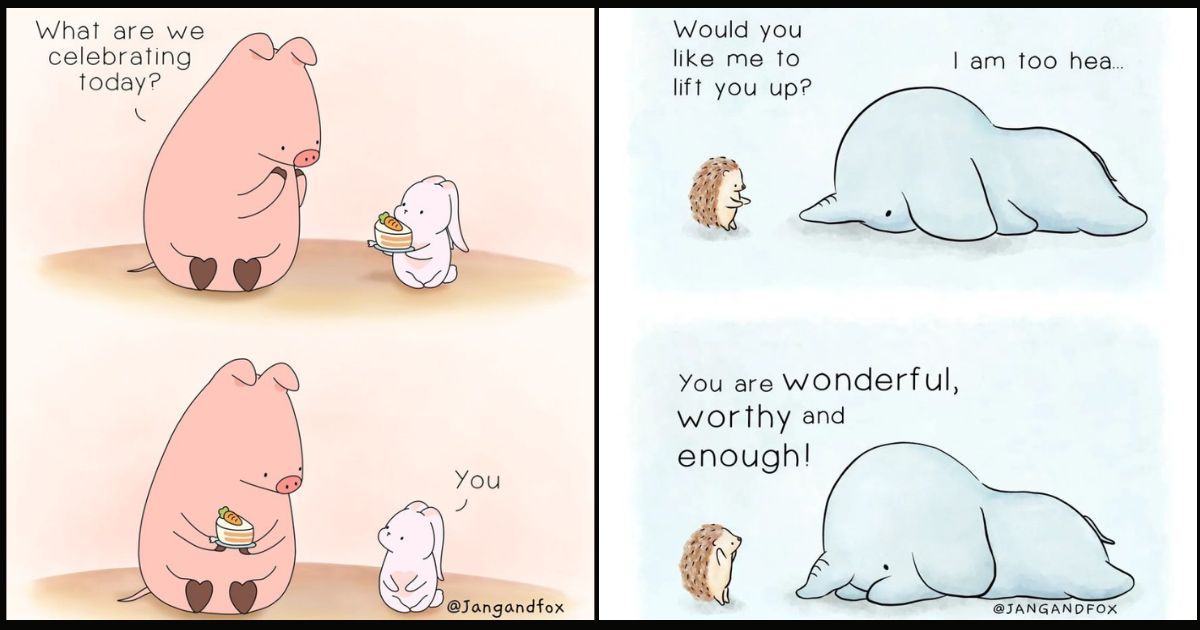 What are we
celebrating
today?
You
@Jangandfox
Would you
like me to
lift you up?
I am too hea...
You are wonderful,
worthy and
enough!
@JANGANDFOX